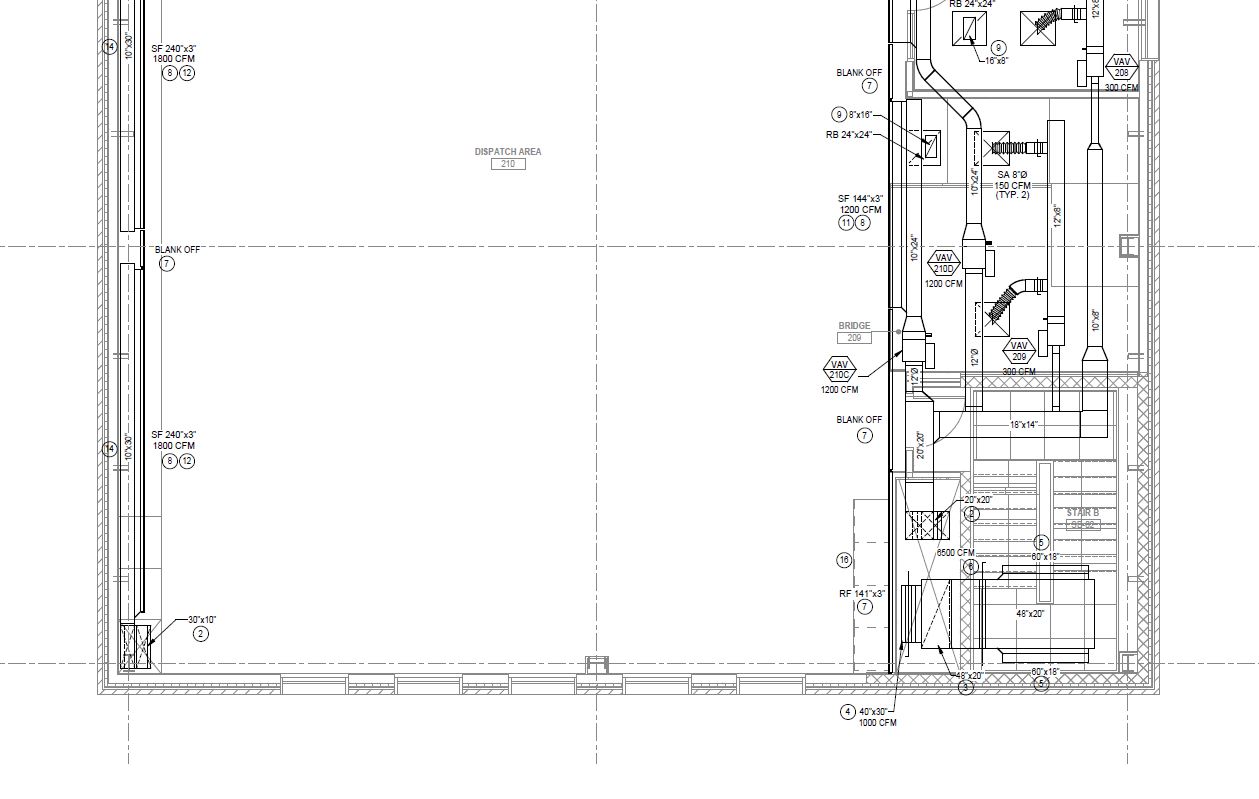 RB 24"x24"
12"x8"
14
10"x30"
SF 240"x3"
1800 CFM
8 12
9
16"x8"
VAV
208
300 CFM
BLANK OFF
7
9 8"x16"
RB 24"x24"
DISPATCH AREA
210
10"x24"
SA 8"Ø
150 CFM
(TYP. 2)
SF 144"x3"
1200 CFM
11 8
12"x8"
10"x24"
BLANK OFF
7
VAV
210D
1200 CFM
BRIDGE
209
10"x8"
VAV
210C
1200 CFM
12"Ø
12"Ø
VAV
209
300 CFM
BLANK OFF
7
18"x14"
20"x20"
14
10"x30"
SF 240"x3"
1800 CFM
8 12
20"x20"
2
STAIR B
5
60"x18"
16
6500 CFM
6
RF 141"x3"
7
48"x20"
30"x10"
2
48"x20"
3
60"x18"
5
4 40"x30"
1000 CFM